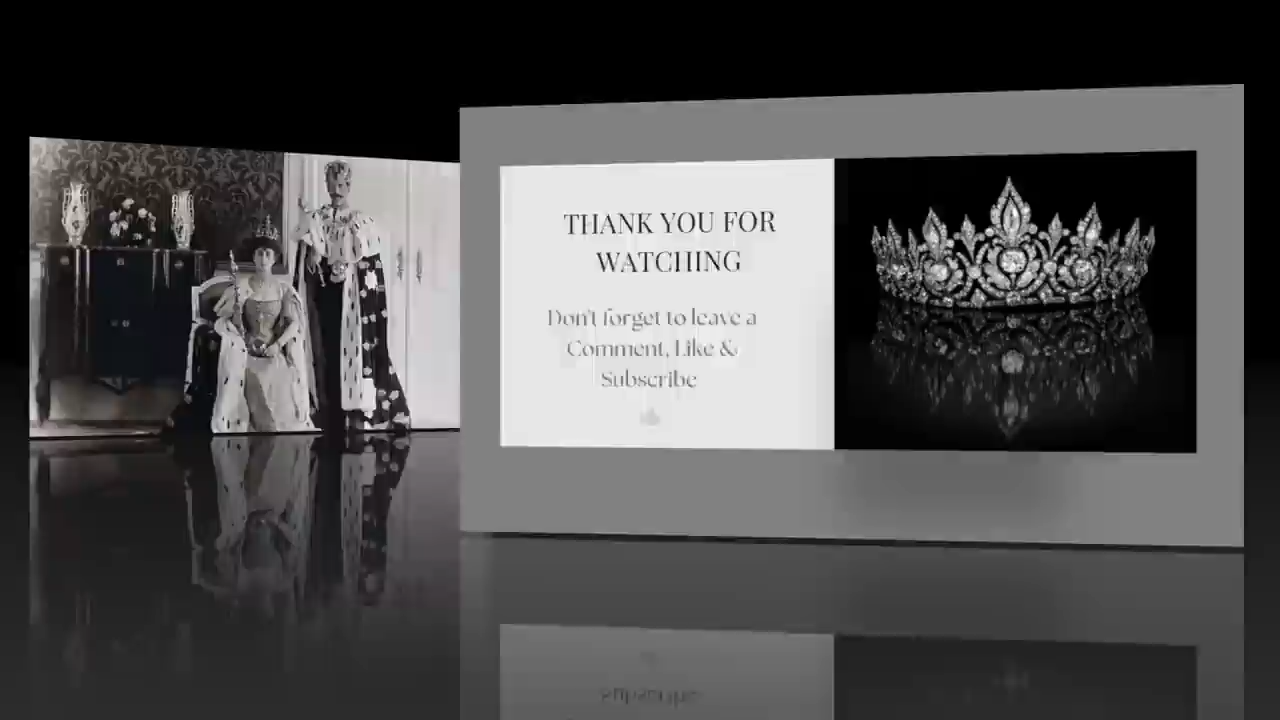 THANK YOU FOR
WATCHING
Don't forget to leave a
Comment, Like &
Subscribe